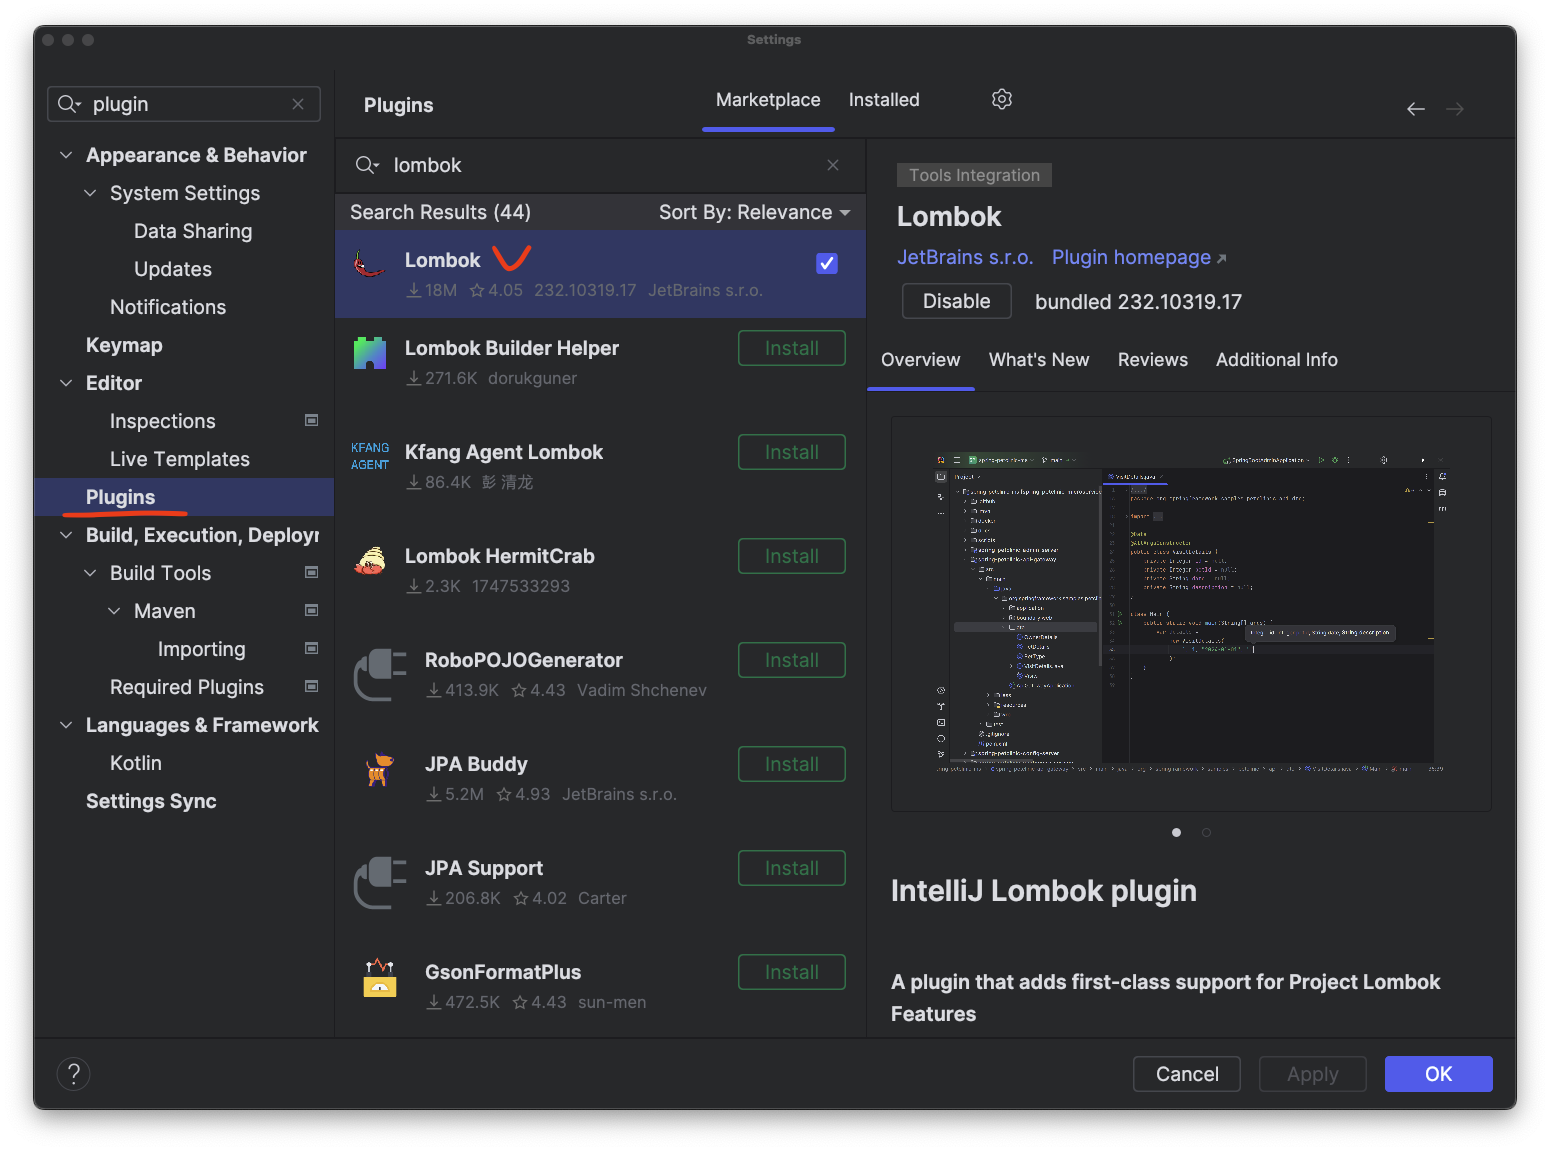 Settings
plugin
Appearance & Behavior
System Settings
Data Sharing
Updates
Notifications
Keymap
Editor
Inspections
Live Templates
Plugins
Build, Execution, Deployr
Build Tools
Maven
Importing
Required Plugins
Languages & Framework
Kotlin
Settings Sync
Plugins
Marketplace
Installed
lombok
Search Results (44)
Sort By: Relevance
Lombok
18M 4.05 232.10319.17 JetBrains s.r.o.
Lombok Builder Helper
Install
271.6K dorukguner
KFANG AGENT
Kfang Agent Lombok
Install
86.4K 彭 清龙
Lombok HermitCrab
Install
2.3K 1747533293
RoboPOJOGenerator
Install
413.9K 4.43 Vadim Shchenev
JPA Buddy
Install
5.2M 4.93 JetBrains s.r.o.
JPA Support
Install
206.8K 4.02 Carter
GsonFormatPlus
Install
472.5K 4.43 sun-men
Tools Integration
Lombok
JetBrains s.r.o. Plugin homepage
Disable
bundled 232.10319.17
Overview
What's New
Reviews
Additional Info
IntelliJ Lombok plugin
A plugin that adds first-class support for Project Lombok
Features
?
Cancel
Apply
OK